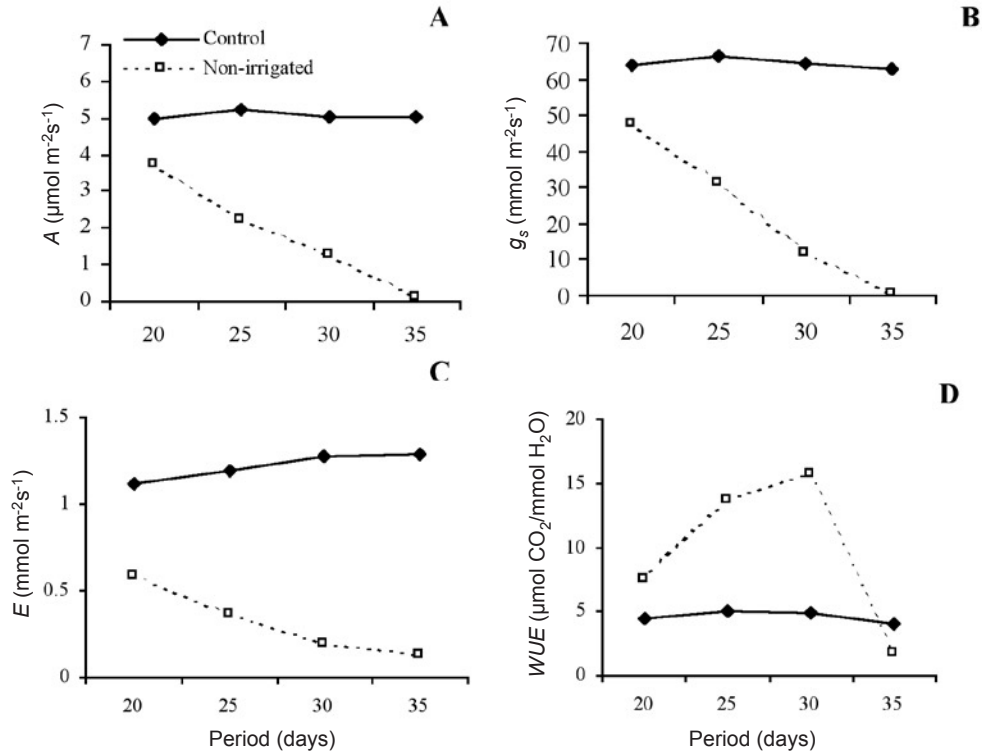 A
7
6
5
4
3
2
1
0
A (µmol m-2s-1)
Control
Non-irrigated
20 25 30 35
B
70
60
50
40
30
20
10
0
gs (mmol m-2s-1)
20 25 30 35
C
1.5
1
0.5
0
E (mmol m-2s-1)
20 25 30 35
Period (days)
D
20
15
10
5
0
WUE (µmol CO2/mmol H2O)
20 25 30 35
Period (days)